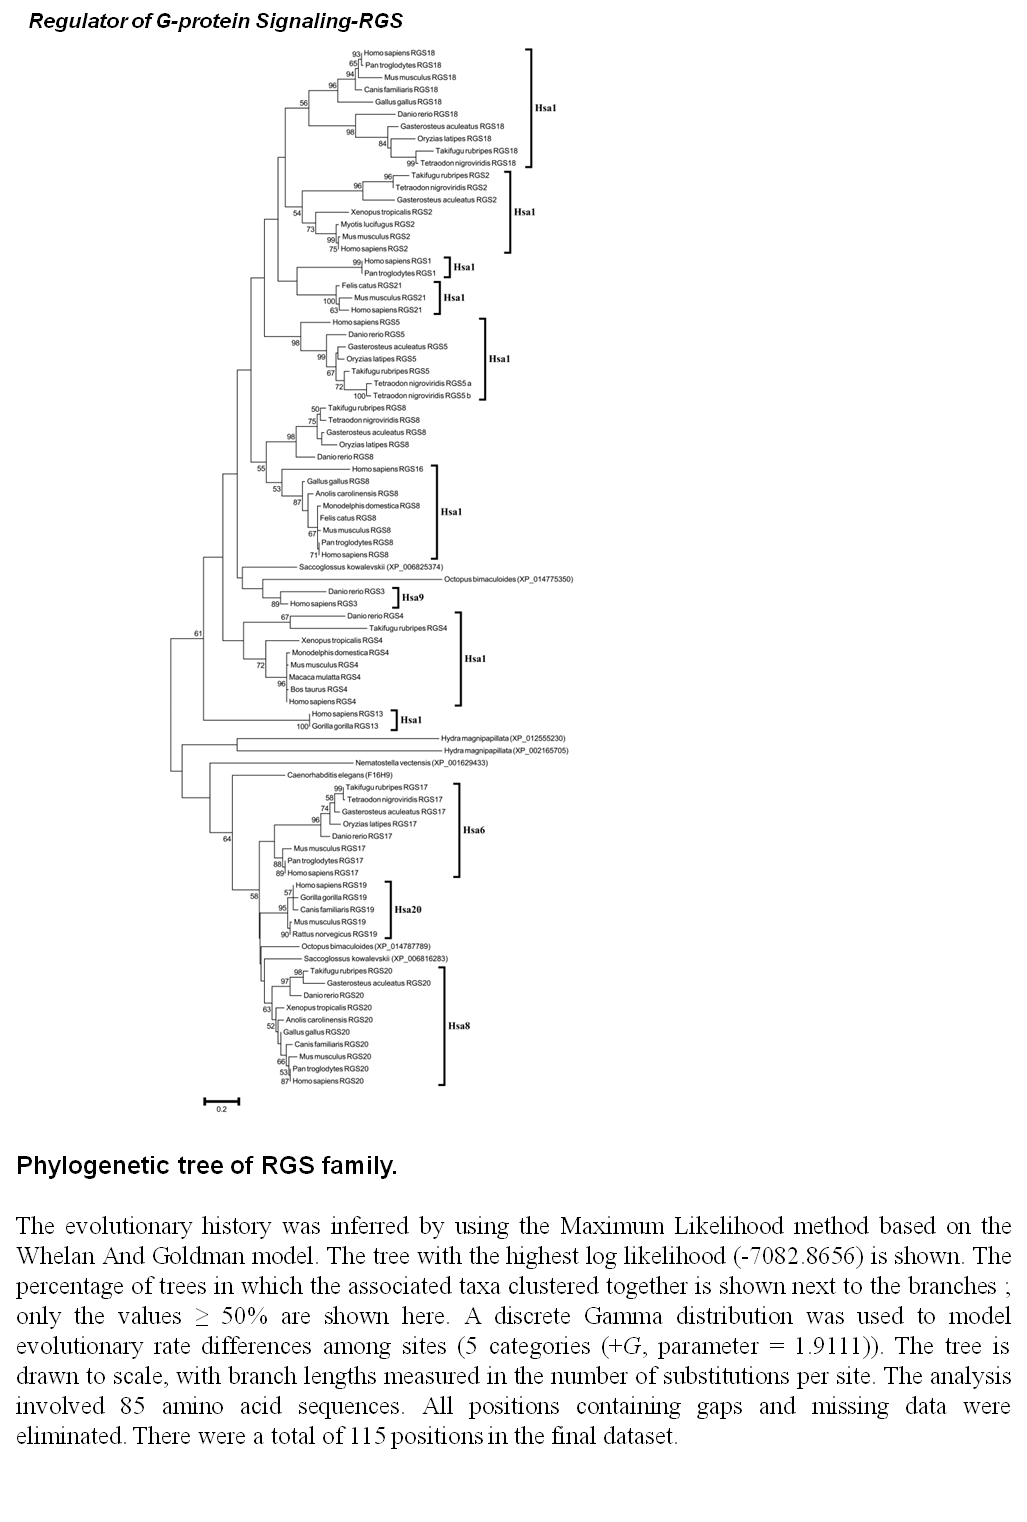 Regulator of G-protein Signaling-RGS
93 Homo sapiens RGS18
65 Pan troglodytes RGS18
94 Mus musculus RGS18
96 Canis familiaris RGS18
Gallus gallus RGS18
56
Danio rerio RGS18
Hsa1
98 Gasterosteus aculeatus RGS18
84 Oryzias latipes RGS18
Takifugu rubripes RGS18
99 Tetraodon nigroviridis RGS18
96 Takifugu rubripes RGS2
96 Tetraodon nigroviridis RGS2
Gasterosteus aculeatus RGS2
54 Xenopus tropicalis RGS2
Hsa1
73 Myotis lucifugus RGS2
99 Mus musculus RGS2
75 Homo sapiens RGS2
99 Homo sapiens RGS1
Hsa1
Pan troglodytes RGS1
Felis catus RGS21
100 Mus musculus RGS21
Hsa1
63 Homo sapiens RGS21
Homo sapiens RGS5
98 Danio rerio RGS5
99 Gasterosteus aculeatus RGS5
Oryzias latipes RGS5
Hsa1
67 Takifugu rubripes RGS5
72 Tetraodon nigroviridis RGS5 a
100 Tetraodon nigroviridis RGS5 b
50 Takifugu rubripes RGS8
75 Tetraodon nigroviridis RGS8
98 Gasterosteus aculeatus RGS8
Oryzias latipes RGS8
Danio rerio RGS8
55 Homo sapiens RGS16
53 Gallus gallus RGS8
87 Anolis carolinensis RGS8
Monodelphis domestica RGS8
Hsa1
Felis catus RGS8
67 Mus musculus RGS8
Pan troglodytes RGS8
71 Homo sapiens RGS8
Saccoglossus kowalevskii (XP_006825374)
Octopus bimaculoides (XP_014775350)
Danio rerio RGS3
Hsa9
89 Homo sapiens RGS3
67 Danio rerio RGS4
Takifugu rubripes RGS4
61 Xenopus tropicalis RGS4
Monodelphis domestica RGS4
Hsa1
72 Mus musculus RGS4
Macaca mulatta RGS4
96 Bos taurus RGS4
Homo sapiens RGS4
Homo sapiens RGS13
Hsa1
100 Gorilla gorilla RGS13
Hydra magnipapillata (XP_012555230)
Hydra magnipapillata (XP_002165705)
Nematostella vectensis (XP_001629433)
Caenorhabditis elegans (F16H9)
99 Takifugu rubripes RGS17
58 Tetraodon nigroviridis RGS17
74 Gasterosteus aculeatus RGS17
96 Oryzias latipes RGS17
Hsa6
Danio rerio RGS17
64
Mus musculus RGS17
88 Pan troglodytes RGS17
89 Homo sapiens RGS17
Homo sapiens RGS19
57 Gorilla gorilla RGS19
58
95 Canis familiaris RGS19
Hsa20
Mus musculus RGS19
90 Rattus norvegicus RGS19
Octopus bimaculoides (XP_014787789)
Saccoglossus kowalevskii (XP_006816283)
98 Takifugu rubripes RGS20
97 Gasterosteus aculeatus RGS20
Danio rerio RGS20
63 Xenopus tropicalis RGS20
52 Anolis carolinensis RGS20
Hsa8
Gallus gallus RGS20
Canis familiaris RGS20
66 Mus musculus RGS20
53 Pan troglodytes RGS20
87 Homo sapiens RGS20
0.2
Phylogenetic tree of RGS family.
The evolutionary history was inferred by using the Maximum Likelihood method based on the
Whelan And Goldman model. The tree with the highest log likelihood (-7082.8656) is shown. The
percentage of trees in which the associated taxa clustered together is shown next to the branches ;
only the values ≥ 50% are shown here. A discrete Gamma distribution was used to model
evolutionary rate differences among sites (5 categories (+G, parameter = 1.9111)). The tree is
drawn to scale, with branch lengths measured in the number of substitutions per site. The analysis
involved 85 amino acid sequences. All positions containing gaps and missing data were
eliminated. There were a total of 115 positions in the final dataset.